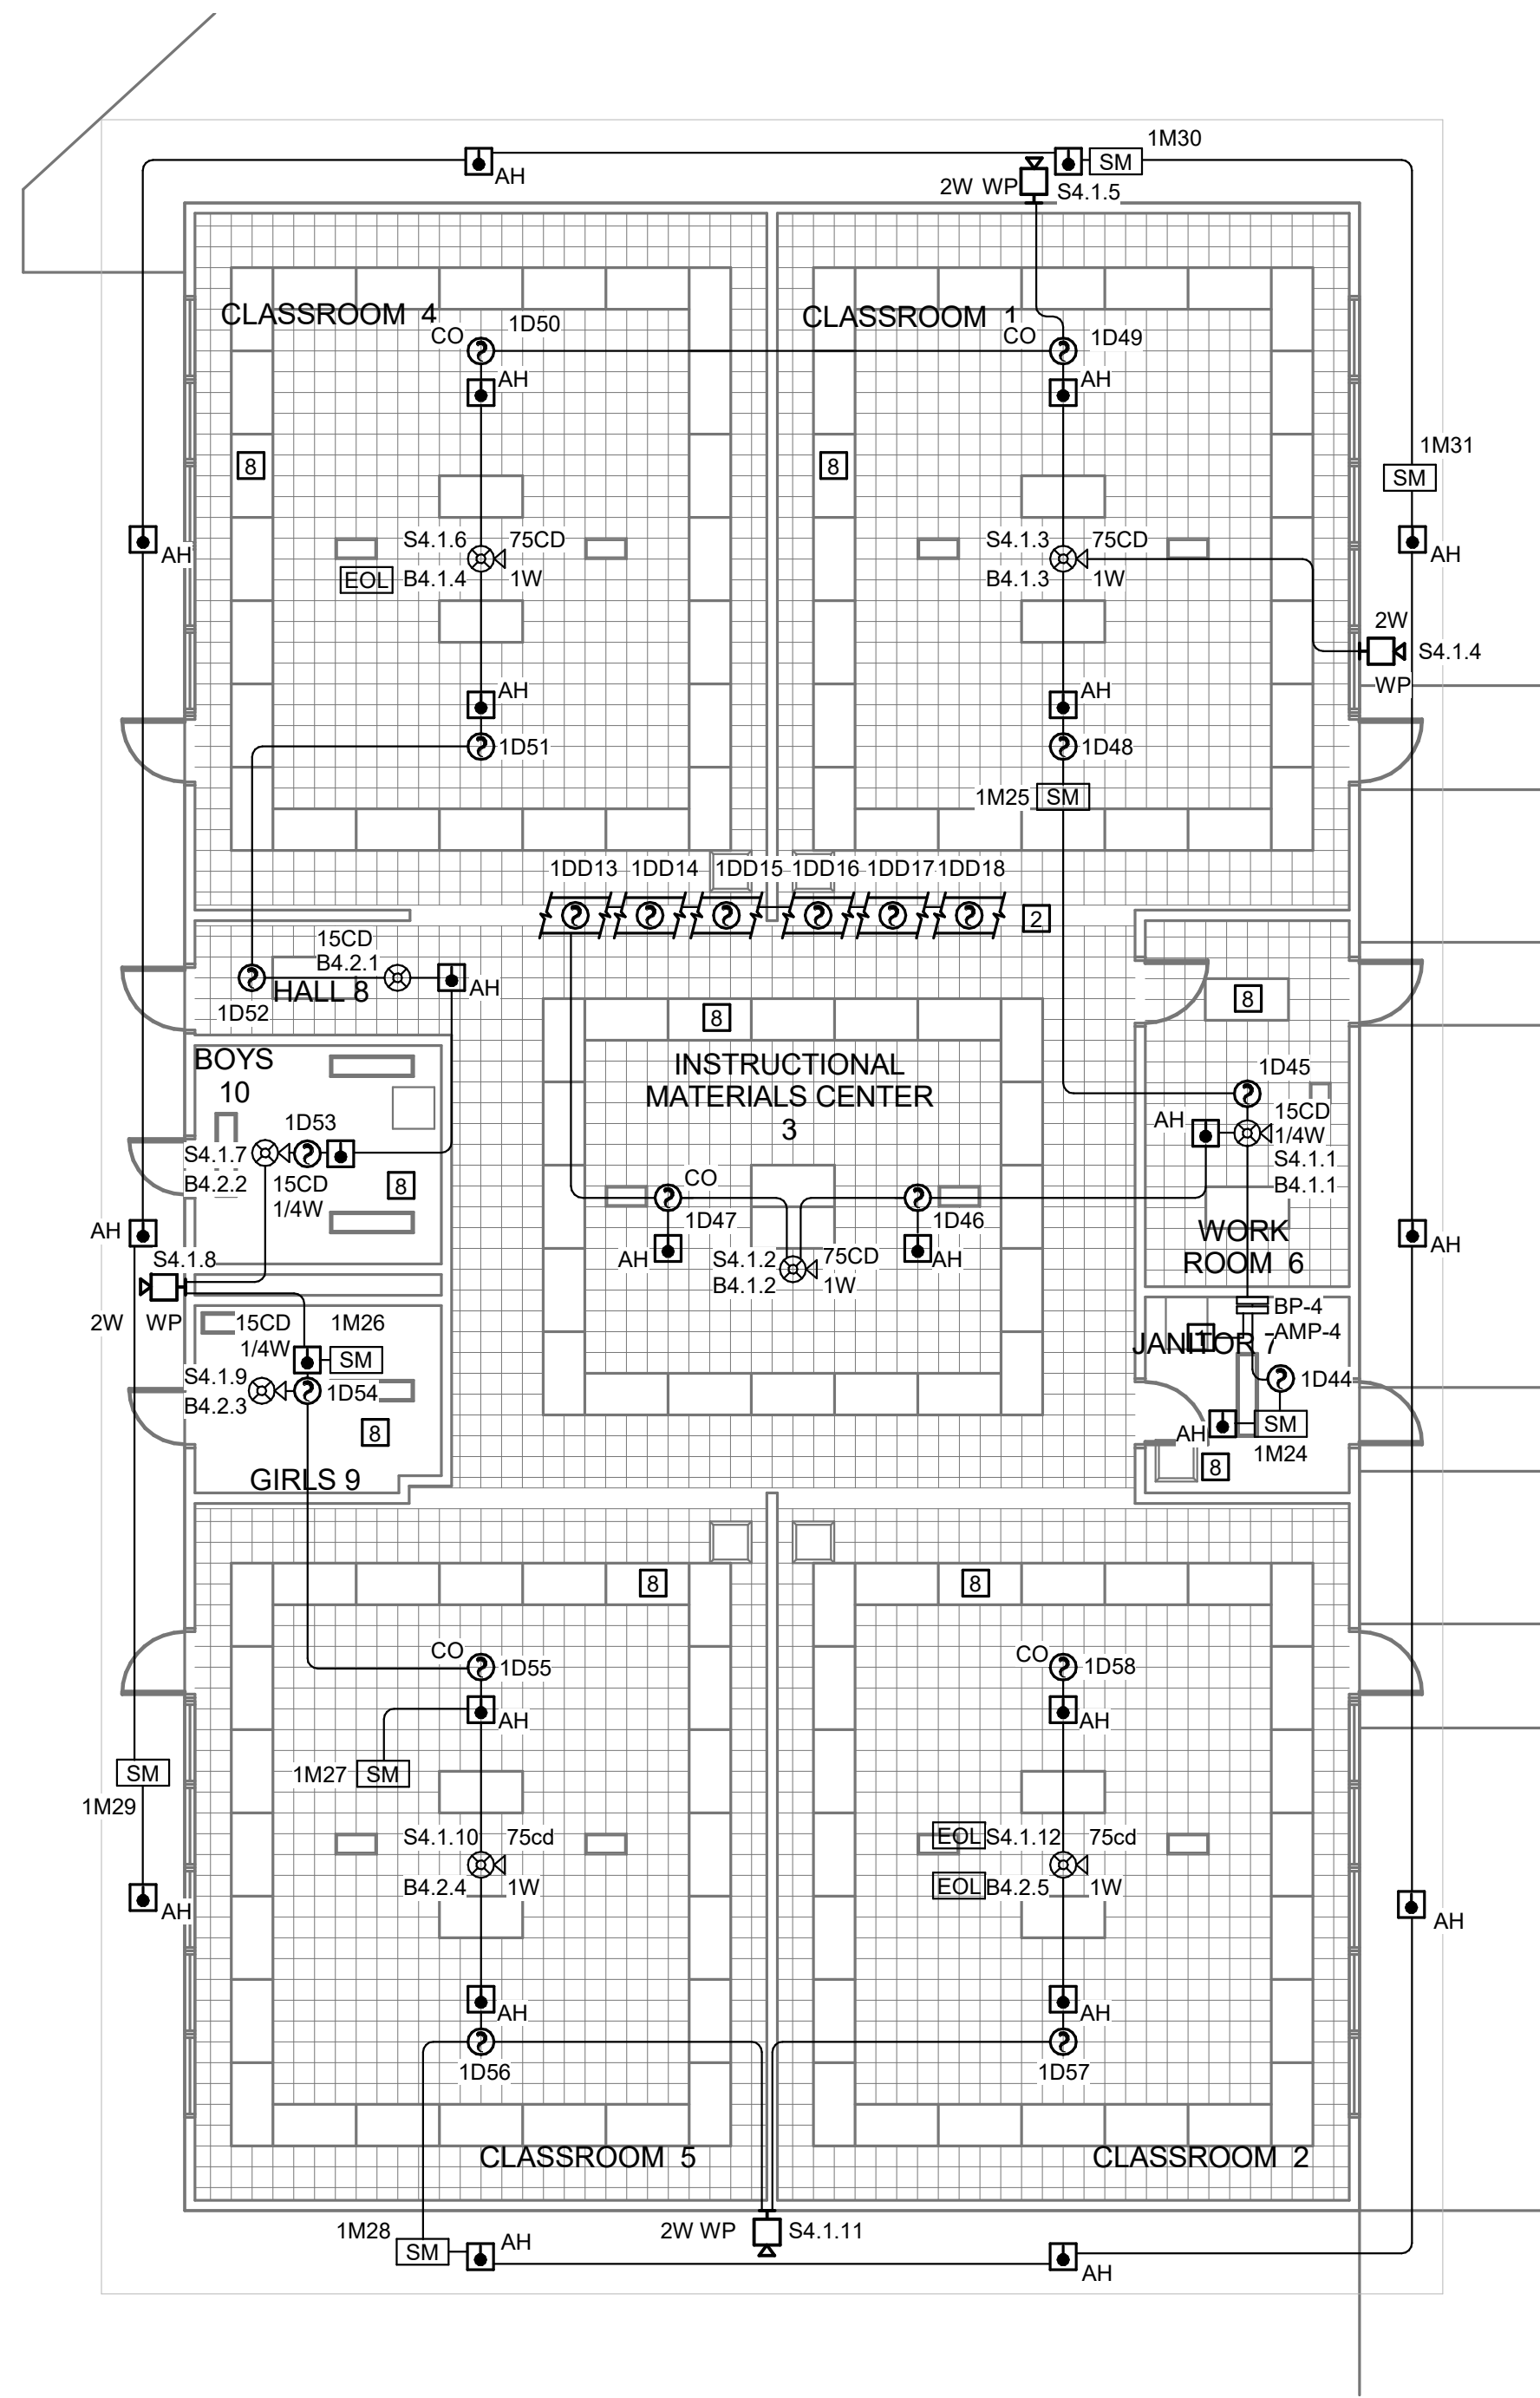 1M30
SM
AH
2W WP
S4.1.5
CLASSROOM 4
CLASSROOM 1
CO
1D50
CO
1D49
AH
AH
8
8
1M31
SM
S4.1.6
75CD
S4.1.3
75CD
AH
AH
B4.1.4
1W
B4.1.3
1W
EOL
2W
S4.1.4
WP
AH
AH
1D51
1D48
1M25
SM
1DD13
1DD14
1DD15
1DD16
1DD17
1DD18
2
15CD
B4.2.1
HALL 8
AH
1D52
8
8
BOYS
10
INSTRUCTIONAL
MATERIALS CENTER
3
1D45
1D53
AH
15CD
1/4W
S4.1.1
B4.1.1
S4.1.7
B4.2.2
15CD
1/4W
8
CO
1D47
1D46
AH
AH
S4.1.2
75CD
B4.1.2
1W
WORK
ROOM 6
AH
AH
S4.1.8
2W
WP
15CD
1/4W
1M26
SM
BP-4
AMP-4
1
JANITOR 7
S4.1.9
B4.2.3
1D54
1D44
AH
SM
1M24
8
8
GIRLS 9
8
8
CO
1D55
CO
1D58
AH
AH
1M27
SM
SM
1M29
S4.1.10
75cd
EOL
S4.1.12
75cd
B4.2.4
1W
EOL
B4.2.5
1W
AH
AH
AH
AH
1D56
1D57
CLASSROOM 5
CLASSROOM 2
1M28
SM
AH
2W WP
S4.1.11
AH